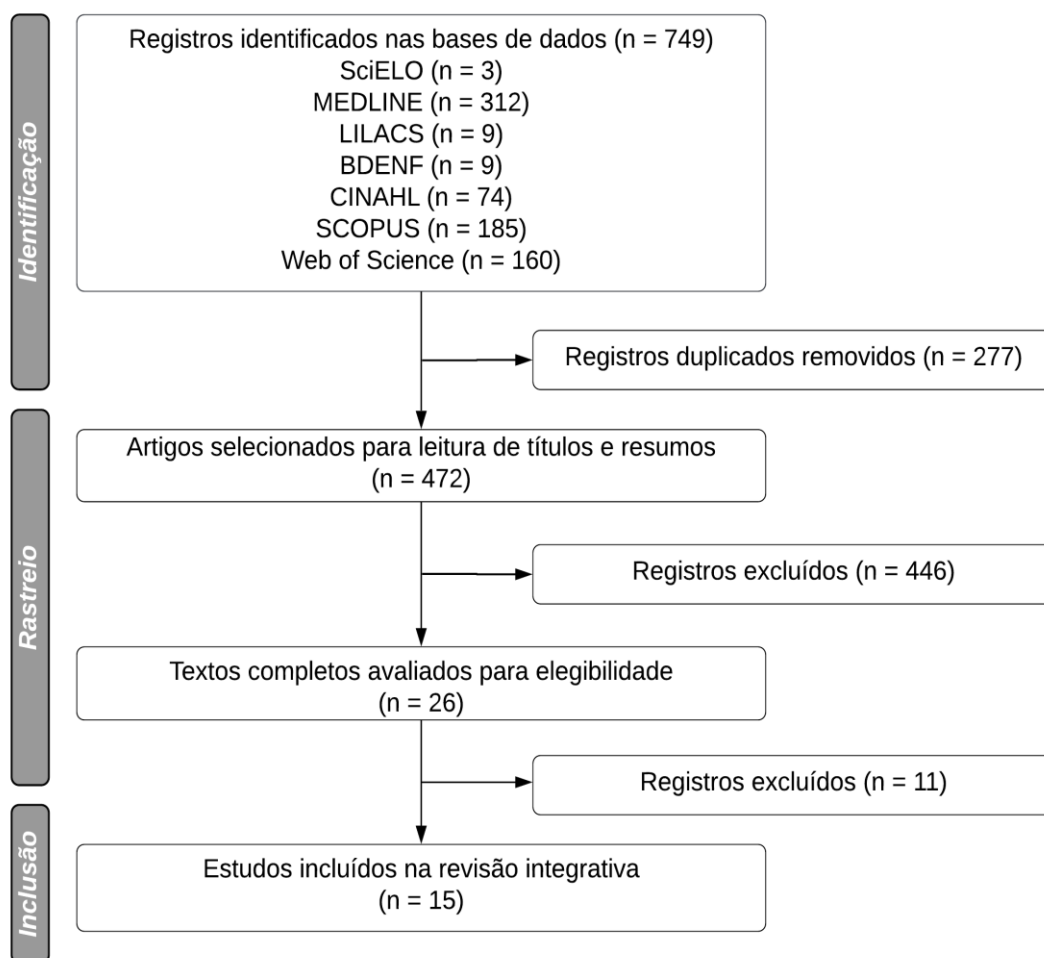 Identificação
Registros identificados nas bases de dados (n = 749)
SciELO (n = 3)
MEDLINE (n = 312)
LILACS (n = 9)
BDENF (n = 9)
CINAHL (n = 74)
SCOPUS (n = 185)
Web of Science (n = 160)
Registros duplicados removidos (n = 277)
Rastreio
Artigos selecionados para leitura de títulos e resumos
(n = 472)
Registros excluídos (n = 446)
Textos completos avaliados para elegibilidade
(n = 26)
Registros excluídos (n = 11)
Inclusão
Estudos incluídos na revisão integrativa
(n = 15)